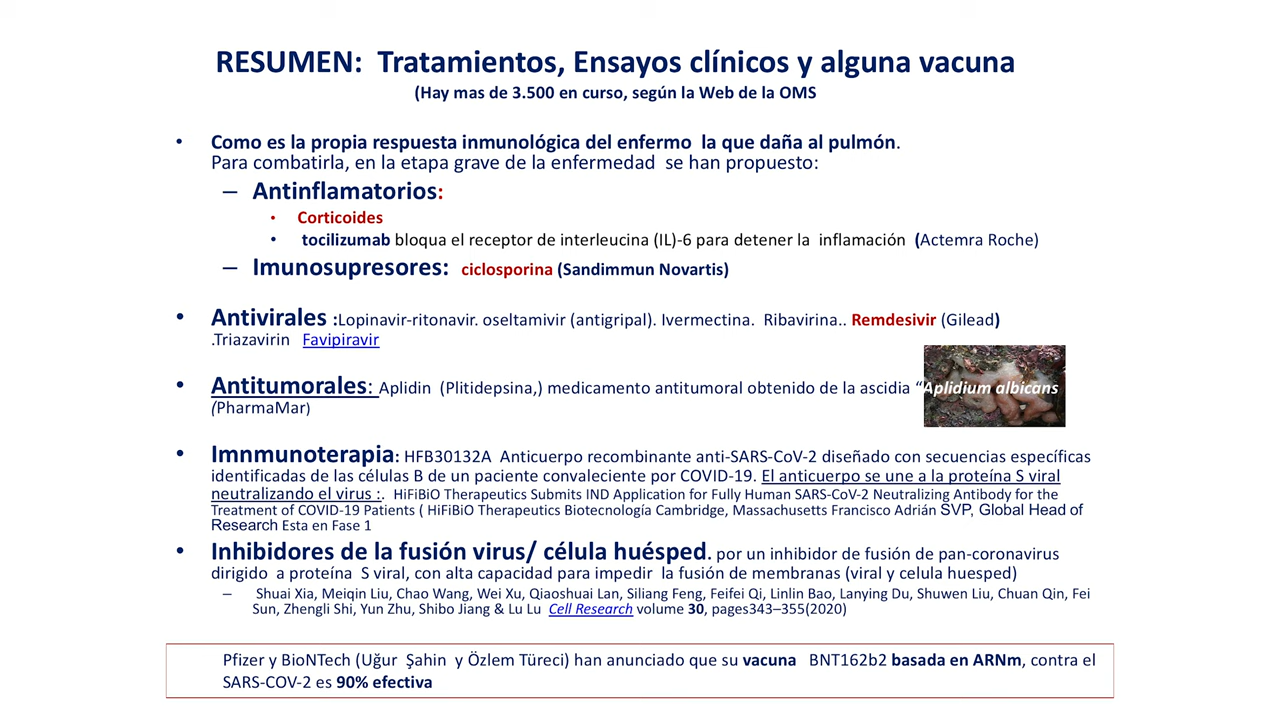 RESUMEN: Tratamientos, Ensayos clínicos y alguna vacuna
(Hay mas de 3.500 en curso, según la Web de la OMS
• Como es la propia respuesta inmunológica del enfermo la que daña al pulmón.
Para combatirla, en la etapa grave de la enfermedad se han propuesto:
– Antinflamatorios:
• Corticoides
• tocilizumab bloqua el receptor de interleucina (IL)-6 para detener la inflamación (Actemra Roche)
– Imunosupresores: ciclosporina (Sandimmun Novartis)
• Antivirales :Lopinavir-ritonavir. oseltamivir (antigripal). Ivermectina. Ribavirina.. Remdesivir (Gilead)
.Triazavirin Favipiravir
• Antitumorales: Aplidin (Plitidepsina,) medicamento antitumoral obtenido de la ascidia “Aplidium albicans
(PharmaMar)
• Imnmunoterapia: HFB30132A Anticuerpo recombinante anti-SARS-CoV-2 diseñado con secuencias específicas
identificadas de las células B de un paciente convaleciente por COVID-19. El anticuerpo se une a la proteína S viral
neutralizando el virus :. HiFiBiO Therapeutics Submits IND Application for Fully Human SARS-CoV-2 Neutralizing Antibody for the
Treatment of COVID-19 Patients ( HiFiBiO Therapeutics Biotecnología Cambridge, Massachusetts Francisco Adrián SVP, Global Head of
Research Esta en Fase 1
• Inhibidores de la fusión virus/ célula huésped. por un inhibidor de fusión de pan-coronavirus
dirigido a proteína S viral, con alta capacidad para impedir la fusión de membranas (viral y celula huesped)
– Shuai Xia, Meiqin Liu, Chao Wang, Wei Xu, Qiaoshuai Lan, Siliang Feng, Feifei Qi, Linlin Bao, Lanying Du, Shuwen Liu, Chuan Qin, Fei
Sun, Zhengli Shi, Yun Zhu, Shibo Jiang & Lu Lu Cell Research volume 30, pages343–355(2020)
Pfizer y BioNTech (Uğur Şahin y Özlem Türeci) han anunciado que su vacuna BNT162b2 basada en ARNm, contra el
SARS-COV-2 es 90% efectiva